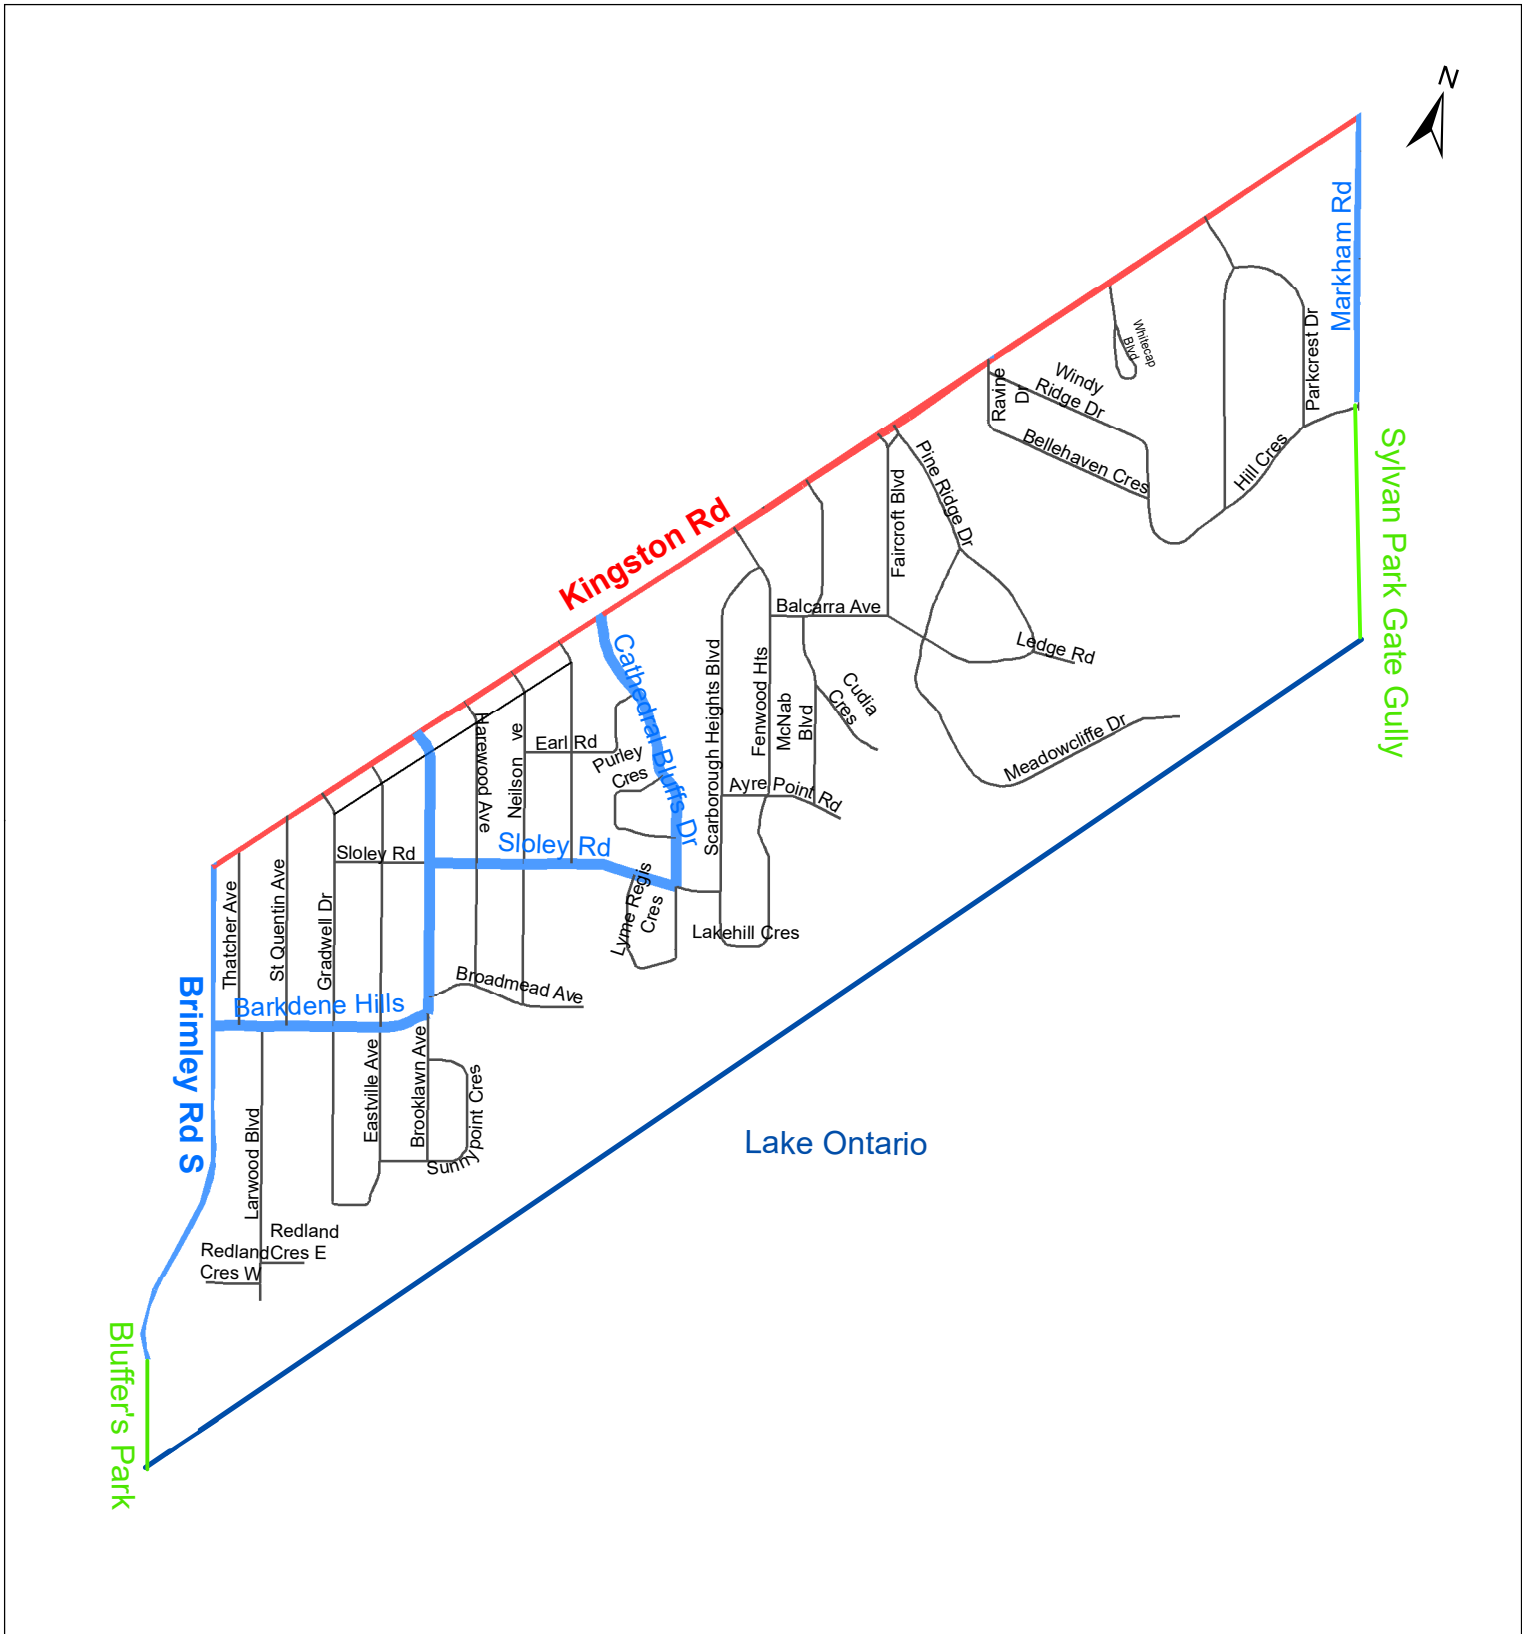 N
Markham Rd
Whitecap
Blvd
Parkcrest Dr
Ravine
Dr
Windy
Ridge Dr
Bellehaven Cres
Hill Cres
Sylvan Park Gate Gully
Kingston Rd
Pine Ridge Dr
Faircroft Blvd
Balcarra Ave
Ledge Rd
Cathedral Bluffs Dr
Scarborough Heights Blvd
Fenwood Hts
McNab
Blvd
Cudia
Cres
Meadowcliffe Dr
Harewood Ave
Neilson ve
Earl Rd
Purley
Cres
Ayre Point Rd
Sloley Rd
Sloley Rd
Lyme Regis
Cres
Lakehill Cres
Thatcher Ave
St Quentin Ave
Gradwell Dr
Broadmead Ave
Barkdene Hills
Brimley Rd S
Eastville Ave
Brooklawn Ave
Sunnypoint Cres
Larwood Blvd
Lake Ontario
Redland
Cres E
Redland
Cres W
Bluffer's Park